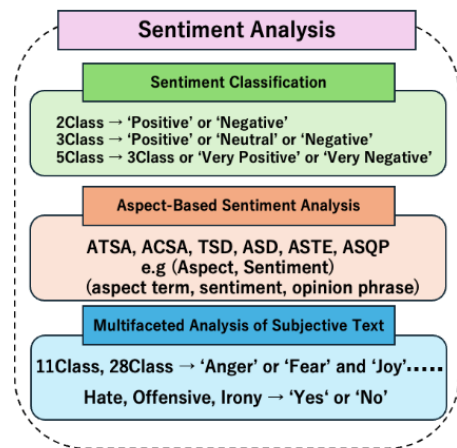 Sentiment Analysis
Sentiment Classification
2Class → ‘Positive’ or ‘Negative’
3Class → ‘Positive’ or ‘Neutral’ or ‘Negative’
5Class → 3Class or ‘Very Positive’ or ‘Very Negative’
Aspect-Based Sentiment Analysis
ATSA, ACSA, TSD, ASD, ASTE, ASQP
e.g (Aspect, Sentiment)
(aspect term, sentiment, opinion phrase)
Multifaceted Analysis of Subjective Text
11Class, 28Class → ‘Anger’ or ‘Fear’ and ‘Joy’.....
Hate, Offensive, Irony → ‘Yes‘ or ‘No’